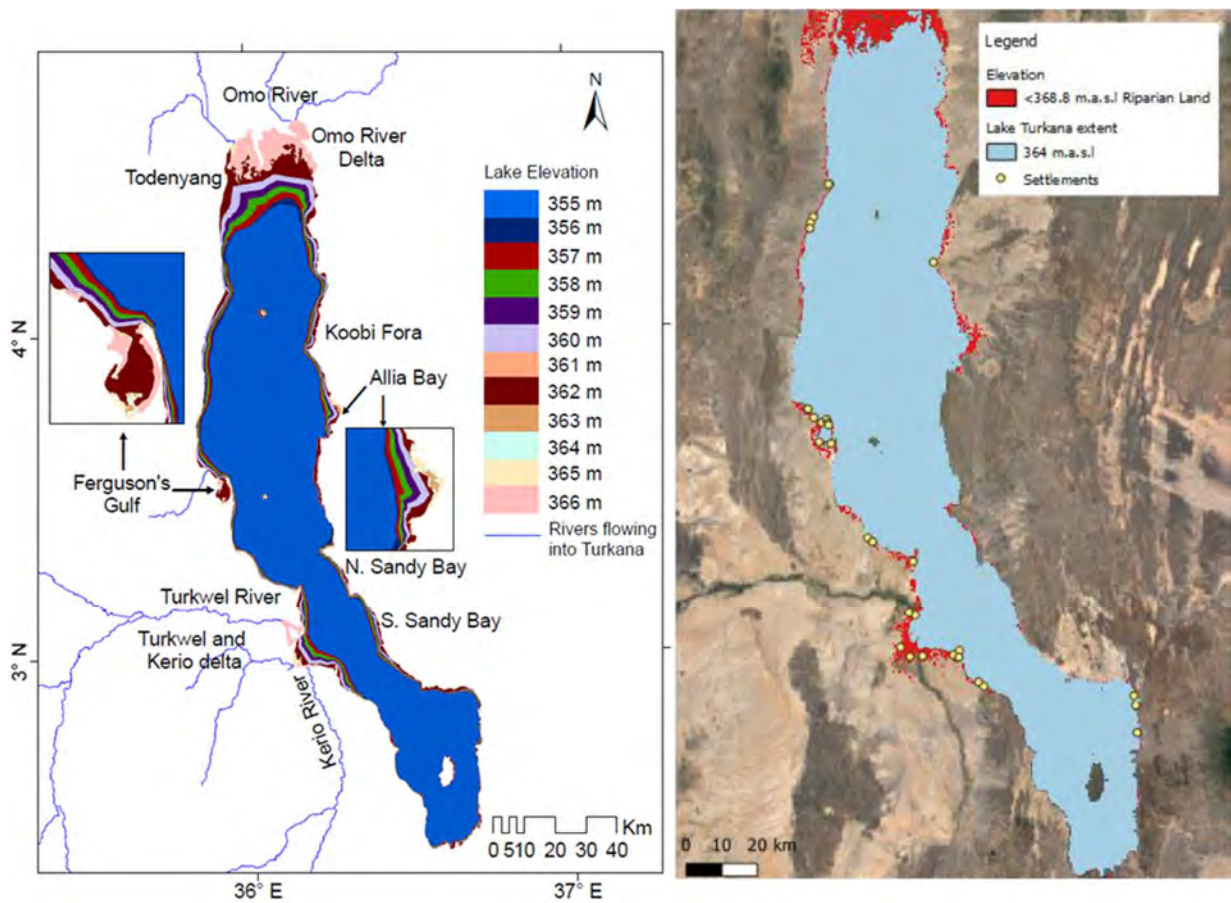 Omo River
N
Omo River
Delta
Todenyang
Lake Elevation
355 m
356 m
357 m
358 m
359 m
360 m
361 m
362 m
363 m
364 m
365 m
366 m
Rivers flowing
into Turkana
4° N
Koobi Fora
Allia Bay
Ferguson's
Gulf
N. Sandy Bay
Turkwel River
S. Sandy Bay
Turkwel and
Kerio delta
3° N
Kerio River
Km
0 5 10 20 30 40
36° E
37° E
Legend
Elevation
<368.8 m.a.s.l Riparian Land
Lake Turkana extent
364 m.a.s.l
Settlements
0 10 20 km